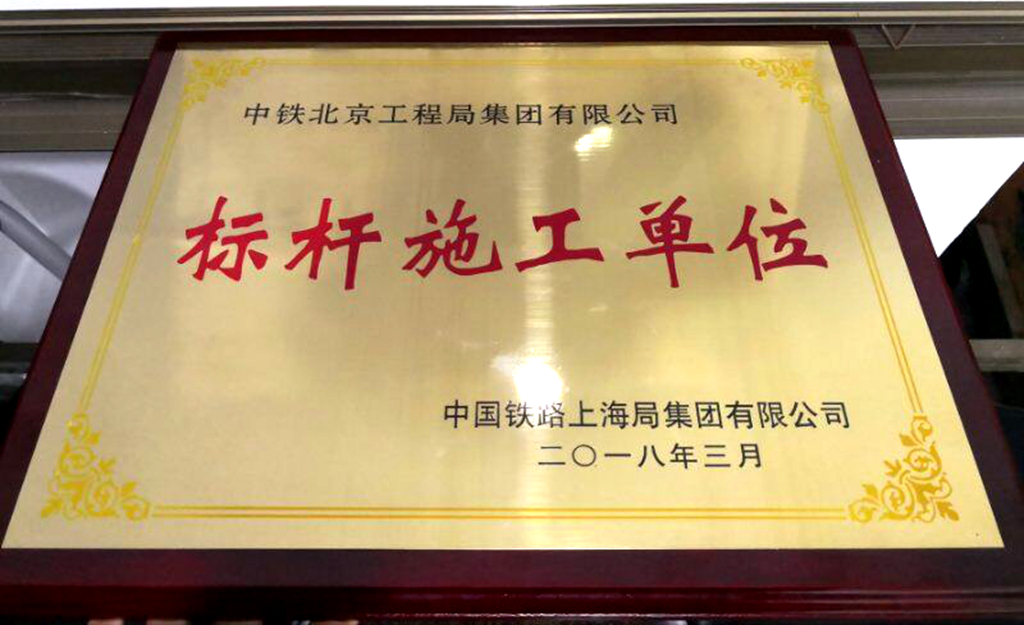 中铁北京工程局集团有限公司
标杆施工单位
中国铁路上海局集团有限公司
二〇一八年三月